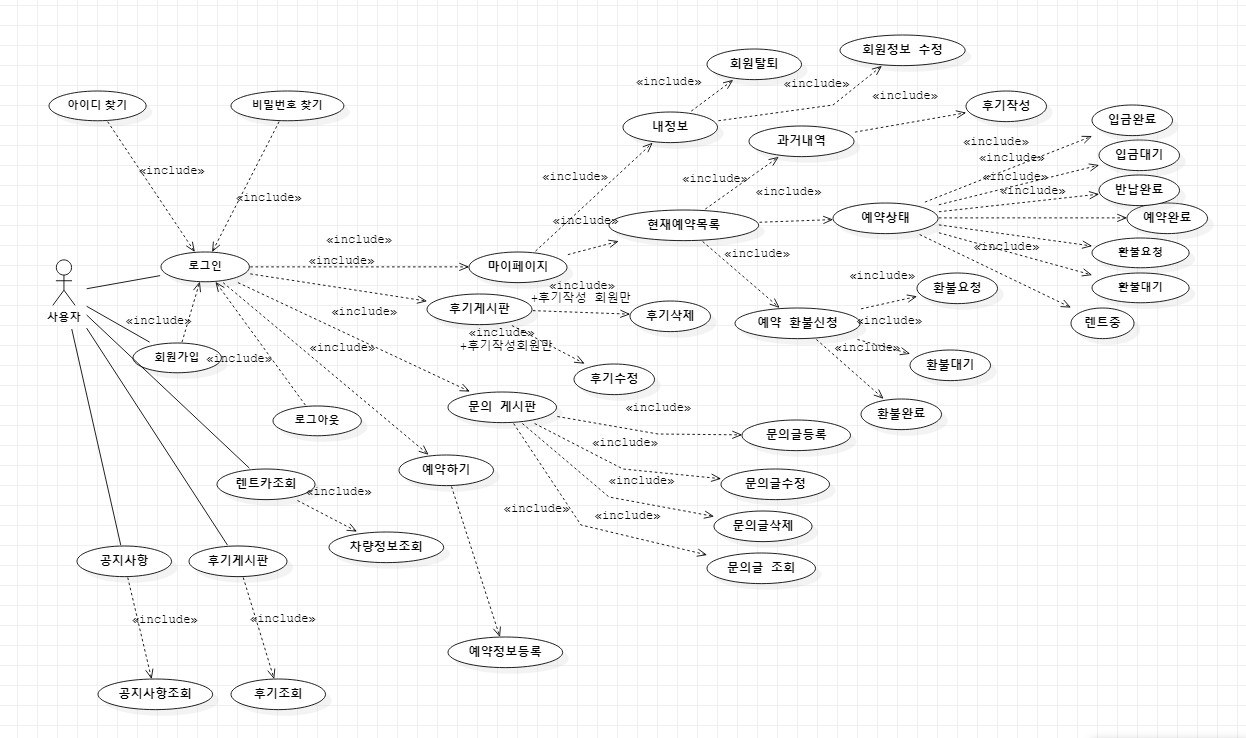 회원정보 수정
회원탈퇴
«include»
«include»
«include»
아이디 찾기
비밀번호 찾기
후기작성
내정보
입금완료
과거내역
«include»
입금대기
«include»
«include»
«include»
«include»
«include»
«include»
«include»
반납완료
«include»
예약상태
예약완료
«include»
현재예약목록
«include»
«include»
«include»
«include»
환불요청
로그인
마이페이지
«include»
환불요청
환불대기
«include»
+후기작성 회원만
후기게시판
사용자
«include»
후기삭제
«include»
예약 환불신청
«include»
렌트중
«include»
+후기작성회원만
«include»
«include»
회원가입
«include»
환불대기
후기수정
문의 게시판
«include»
환불완료
로그아웃
문의글등록
«include»
예약하기
렌트카조회
«include»
«include»
문의글수정
«include»
«include»
문의글삭제
차량정보조회
공지사항
후기게시판
문의글 조회
«include»
«include»
예약정보등록
공지사항조회
후기조회